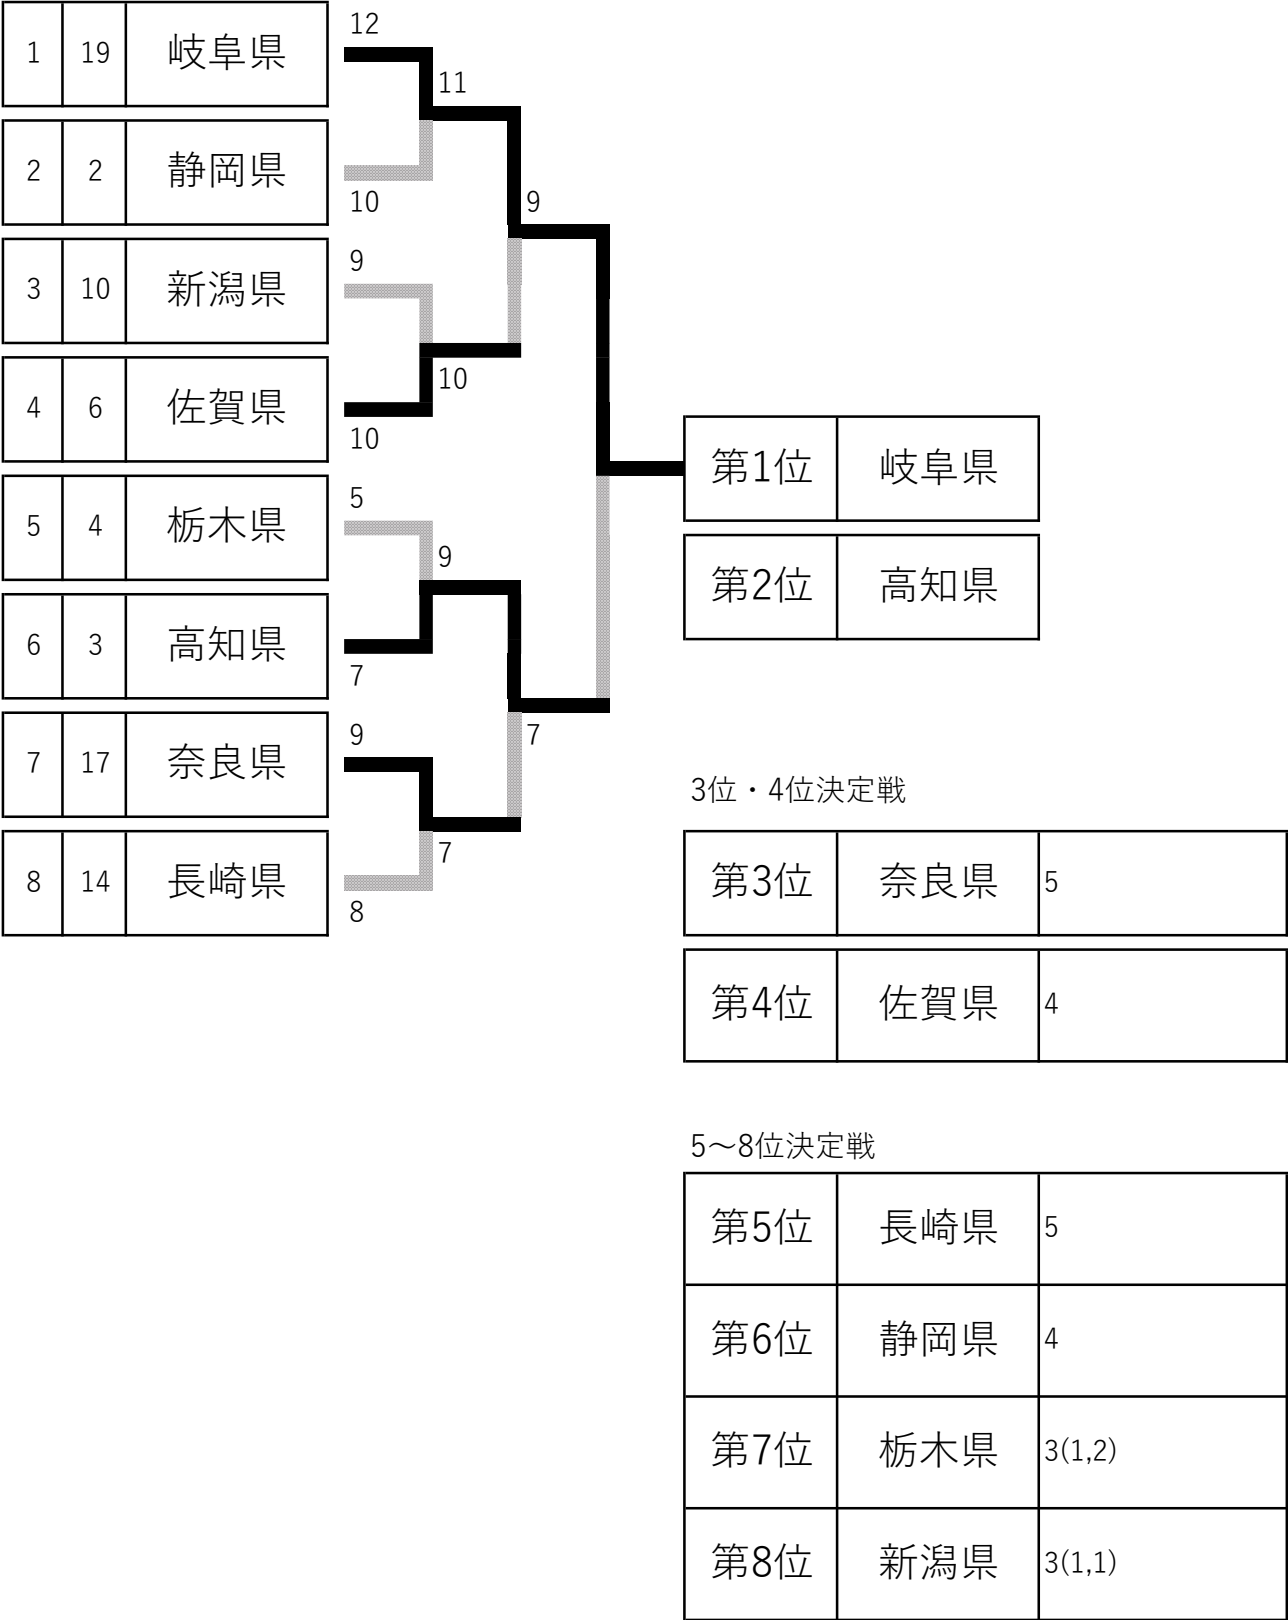 1 19 岐阜県
12
11
2 2 静岡県
10
9
3 10 新潟県
9
4 6 佐賀県
10
10
5 4 栃木県
5
9
6 3 高知県
7
7 17 奈良県
9
7
8 14 長崎県
8
7
第1位 岐阜県
第2位 高知県
3位・4位決定戦
第3位 奈良県 5
第4位 佐賀県 4
5～8位決定戦
第5位 長崎県 5
第6位 静岡県 4
第7位 栃木県 3(1,2)
第8位 新潟県 3(1,1)